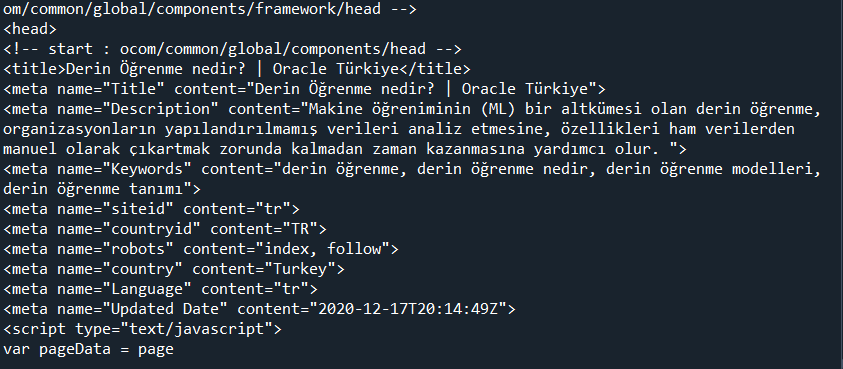 om/common/global/components/framework/head -->
<head>
<!-- start : ocom/common/global/components/head -->
<title>Derin Öğrenme nedir? | Oracle Türkiye</title>
<meta name="Title" content="Derin Öğrenme nedir? | Oracle Türkiye">
<meta name="Description" content="Makine öğreniminin (ML) bir altkümesi olan derin öğrenme,
organizasyonların yapılandırılmamış verileri analiz etmesine, özellikleri ham verilerden
manuel olarak çıkartmak zorunda kalmadan zaman kazanmasına yardımcı olur. ">
<meta name="Keywords" content="derin öğrenme, derin öğrenme nedir, derin öğrenme modelleri,
derin öğrenme tanımı">
<meta name="siteid" content="tr">
<meta name="countryid" content="TR">
<meta name="robots" content="index, follow">
<meta name="country" content="Turkey">
<meta name="Language" content="tr">
<meta name="Updated Date" content="2020-12-17T20:14:49Z">
<script type="text/javascript">
var pageData = page